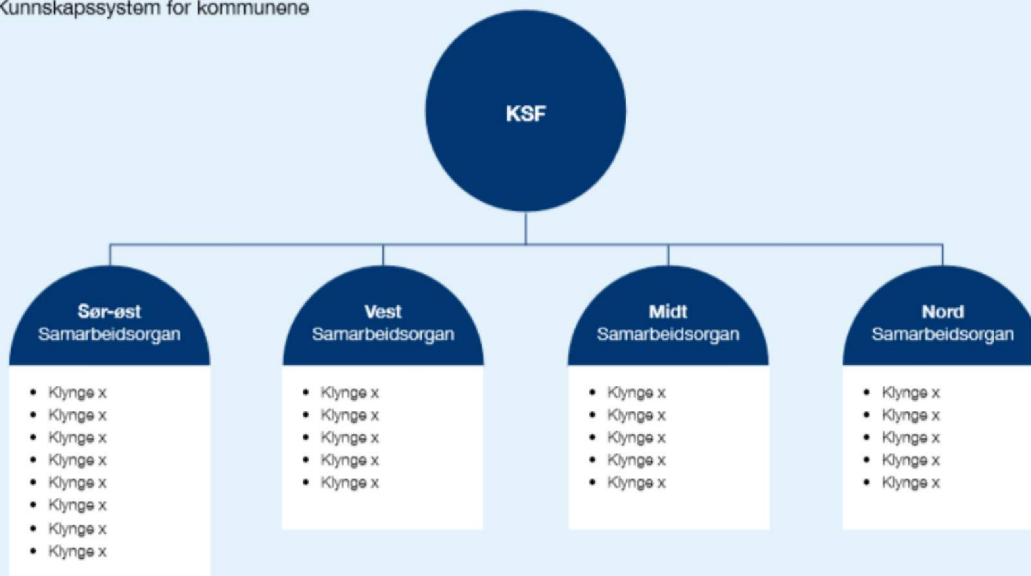 Kunnskapssystem for kommunene
KSF
Sør-øst
Samarbeidsorgan
• Klynge x
• Klynge x
• Klynge x
• Klynge x
• Klynge x
• Klynge x
• Klynge x
• Klynge x
Vest
Samarbeidsorgan
• Klynge x
• Klynge x
• Klynge x
• Klynge x
• Klynge x
Midt
Samarbeidsorgan
• Klynge x
• Klynge x
• Klynge x
• Klynge x
• Klynge x
Nord
Samarbeidsorgan
• Klynge x
• Klynge x
• Klynge x
• Klynge x
• Klynge x